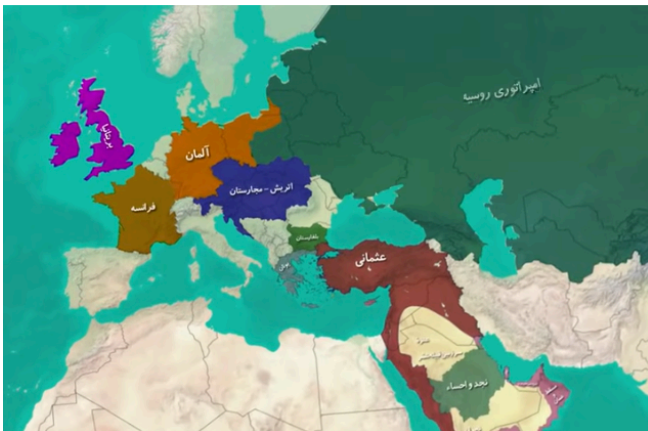 امپراتوری روسیه
بریتانیا
آلمان
اتریش - مجارستان
فرانسه
بلغارستان
عثمانی
نجد و احساء